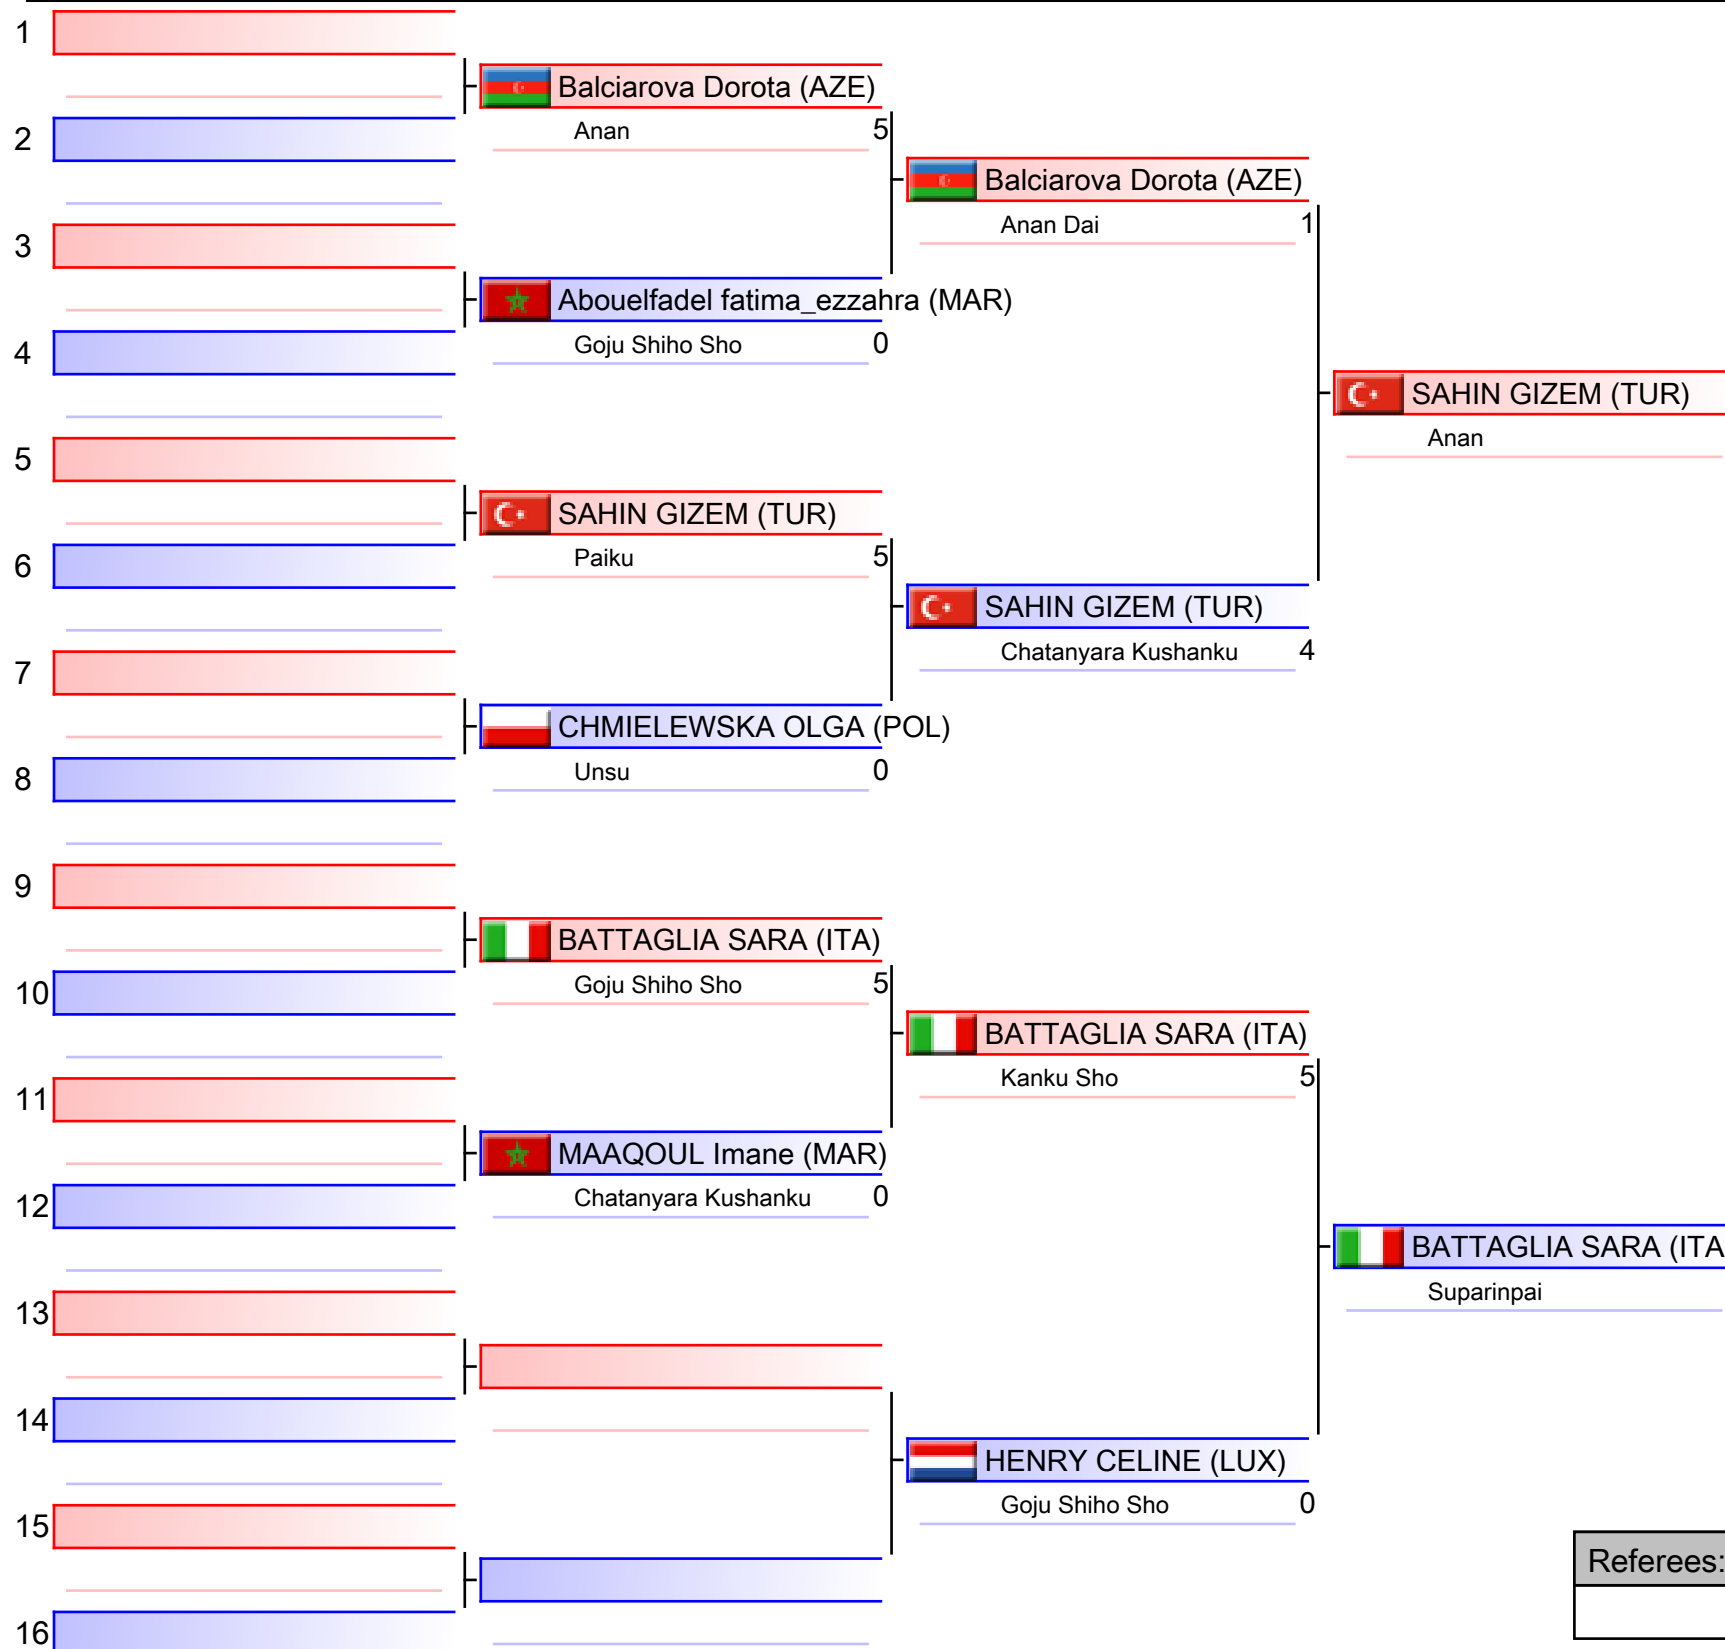 1
Balciarova Dorota (AZE)
Anan 5
2
Balciarova Dorota (AZE)
Anan Dai 1
3
Abouelfadel fatima_ezzahra (MAR)
Goju Shiho Sho 0
4
SAHIN GIZEM (TUR)
Anan
5
SAHIN GIZEM (TUR)
Paiku 5
6
SAHIN GIZEM (TUR)
Chatanyara Kushanku 4
7
CHMIELEWSKA OLGA (POL)
Unsu 0
8
9
BATTAGLIA SARA (ITA)
Goju Shiho Sho 5
10
BATTAGLIA SARA (ITA)
Kanku Sho 5
11
MAAQOUL Imane (MAR)
Chatanyara Kushanku 0
12
BATTAGLIA SARA (ITA
Suparinpai
13
14
HENRY CELINE (LUX)
Goju Shiho Sho 0
15
Referees:
16